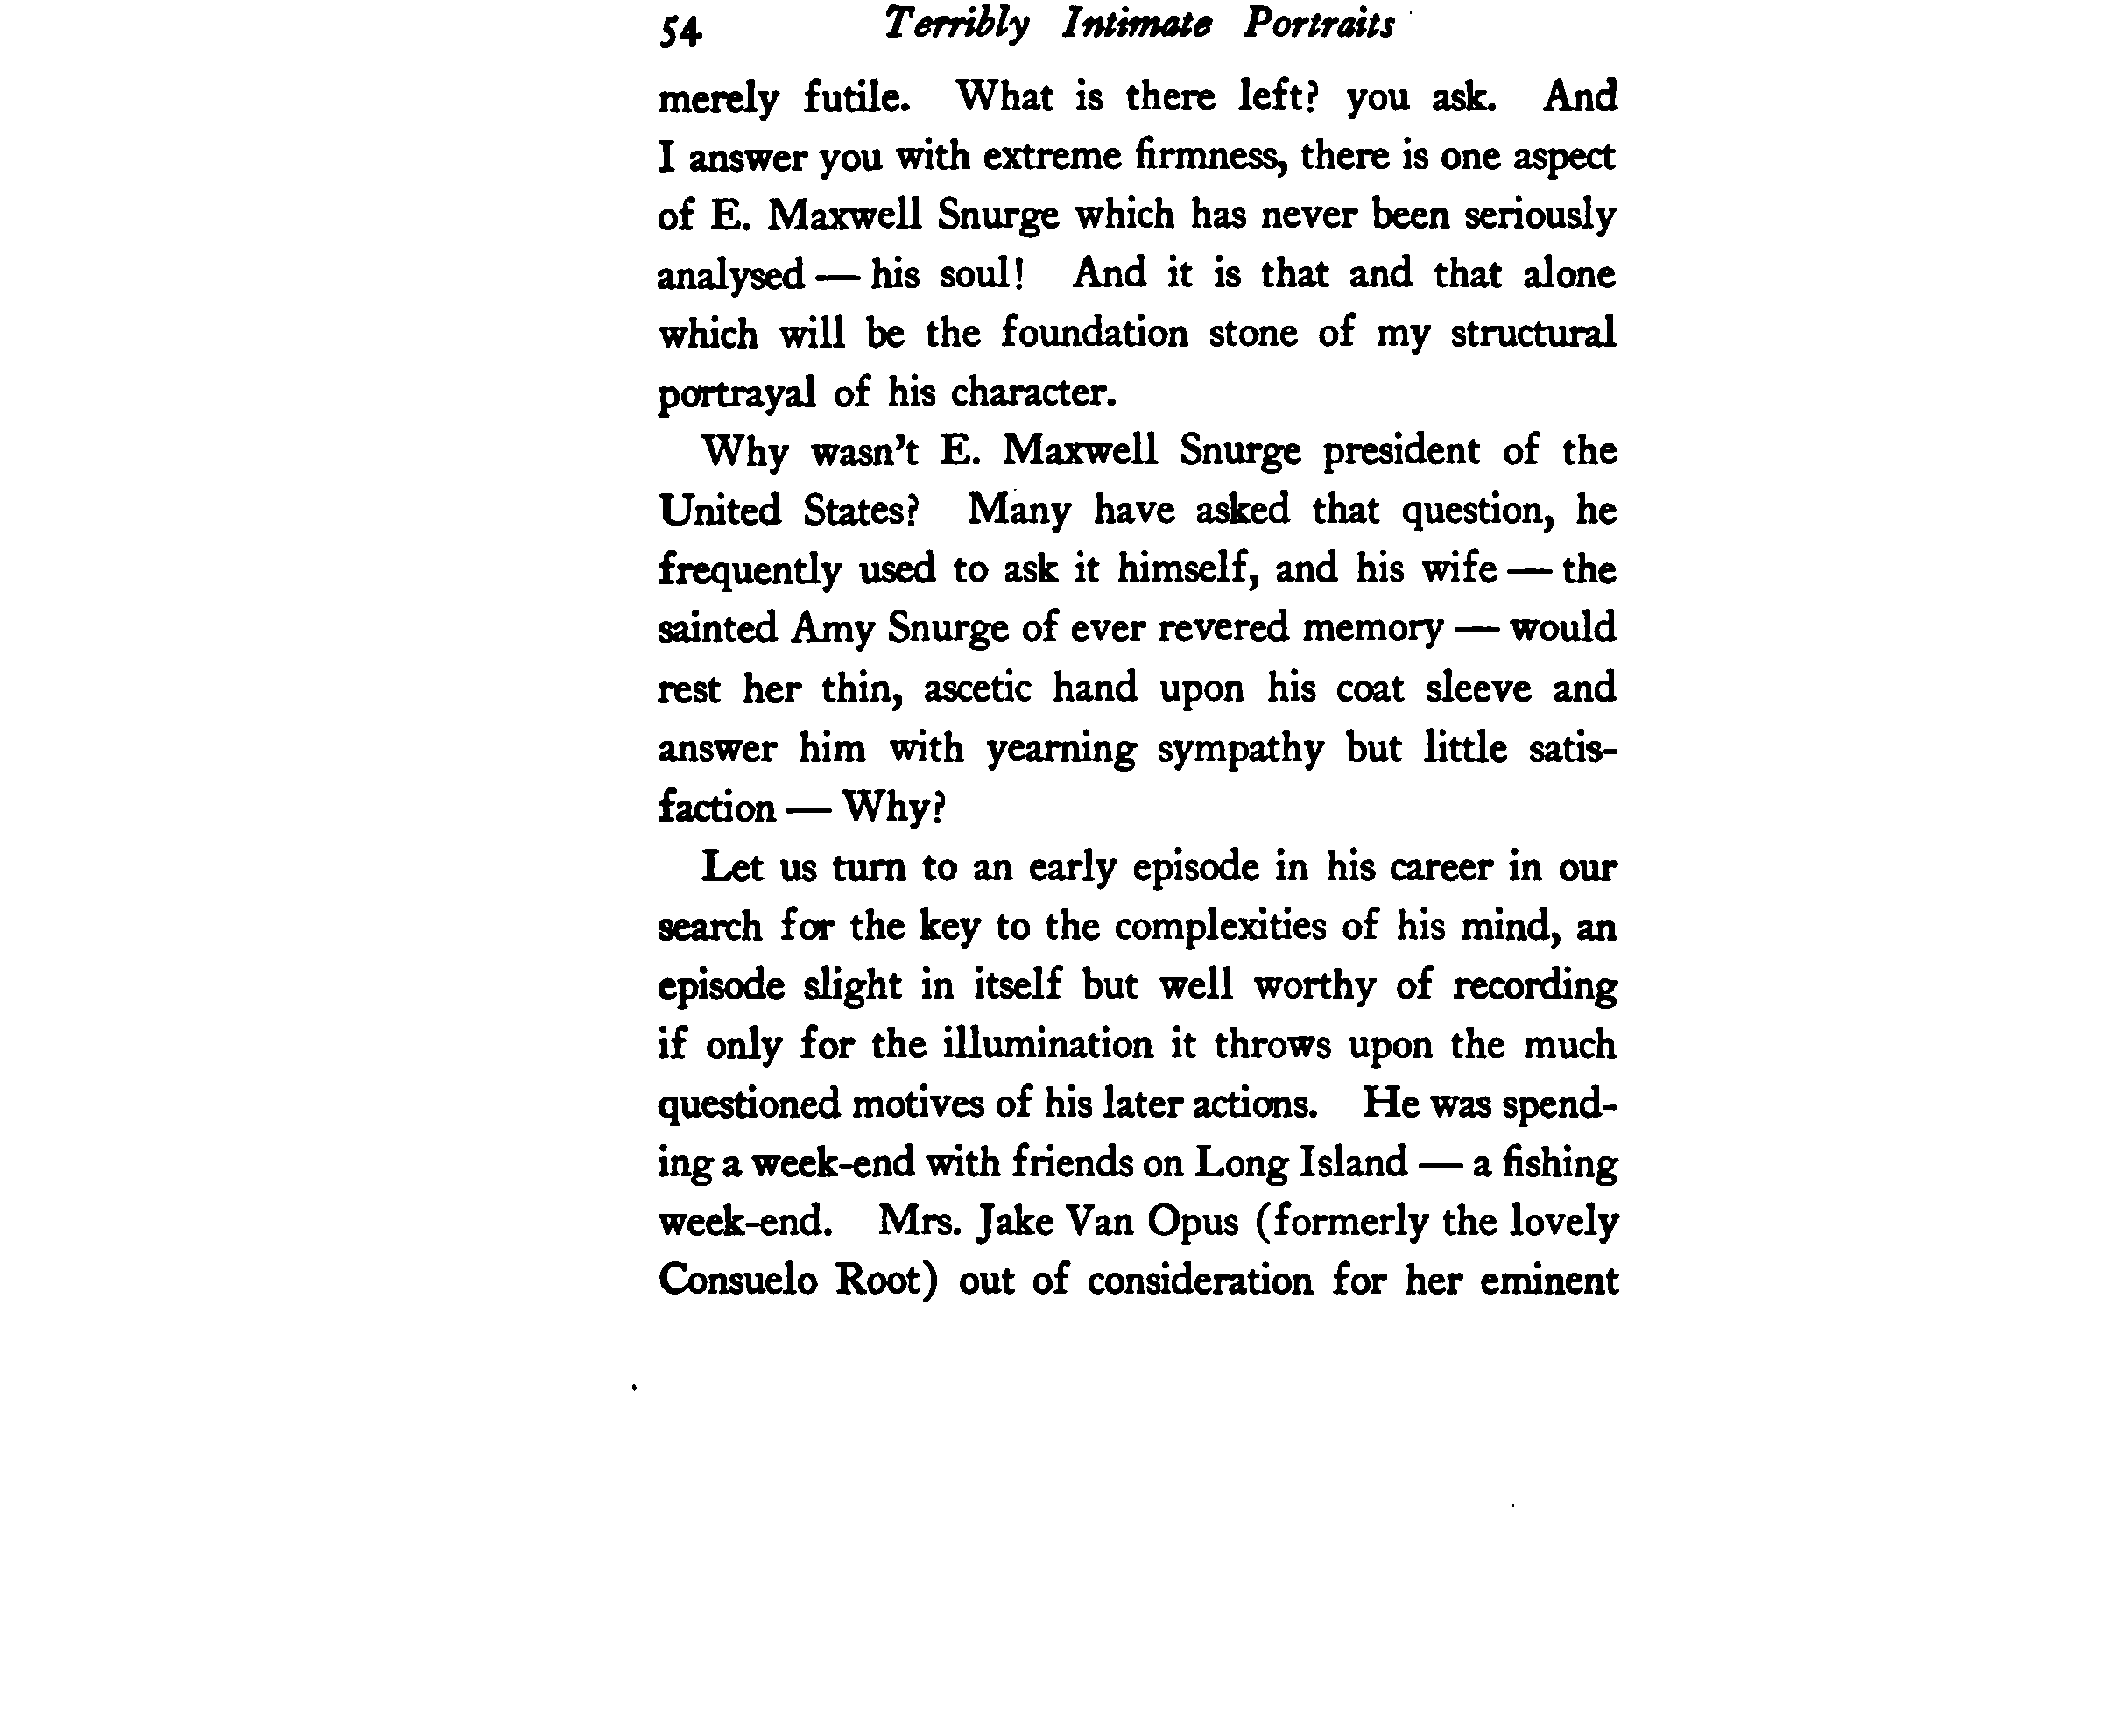 54 Terribly Intimate Portraits
merely futile. What is there left? you ask. And
I answer you with extreme firmness, there is one aspect
of E. Maxwell Snurge which has never been seriously
analysed — his soul! And it is that and that alone
which will be the foundation stone of my structural
portrayal of his character.
Why wasn't E. Maxwell Snurge president of the
United States? Many have asked that question, he
frequently used to ask it himself, and his wife — the
sainted Amy Snurge of ever revered memory — would
rest her thin, ascetic hand upon his coat sleeve and
answer him with yearning sympathy but little satis-
faction — Why?
Let us turn to an early episode in his career in our
search for the key to the complexities of his mind, an
episode slight in itself but well worthy of recording
if only for the illumination it throws upon the much
questioned motives of his later actions. He was spend-
ing a week-end with friends on Long Island — a fishing
week-end. Mrs. Jake Van Opus (formerly the lovely
Consuelo Root) out of consideration for her eminent